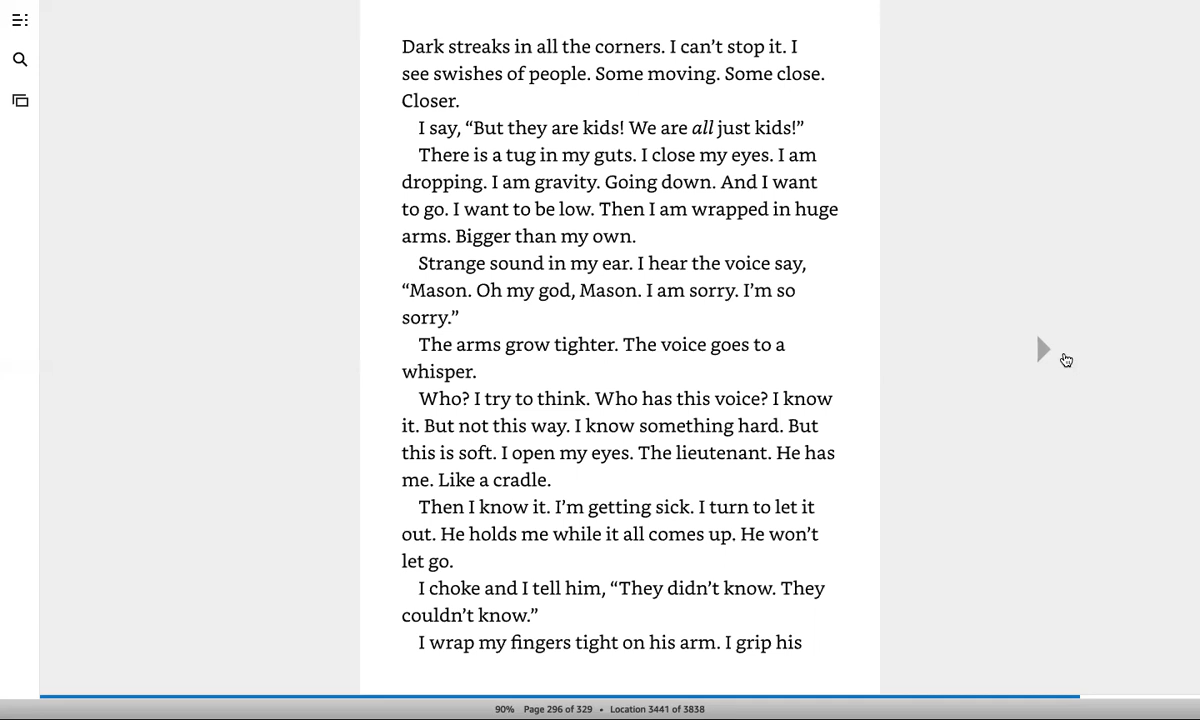 Dark streaks in all the corners. I can’t stop it. I
see swishes of people. Some moving. Some close.
Closer.
I say, “But they are kids! We are all just kids!”
There is a tug in my guts. I close my eyes. I am
dropping. I am gravity. Going down. And I want
to go. I want to be low. Then I am wrapped in huge
arms. Bigger than my own.
Strange sound in my ear. I hear the voice say,
“Mason. Oh my god, Mason. I am sorry. I’m so
sorry.”
The arms grow tighter. The voice goes to a
whisper.
Who? I try to think. Who has this voice? I know
it. But not this way. I know something hard. But
this is soft. I open my eyes. The lieutenant. He has
me. Like a cradle.
Then I know it. I’m getting sick. I turn to let it
out. He holds me while it all comes up. He won’t
let go.
I choke and I tell him, “They didn’t know. They
couldn’t know.”
I wrap my fingers tight on his arm. I grip his
90% Page 296 of 329 • Location 3441 of 3838